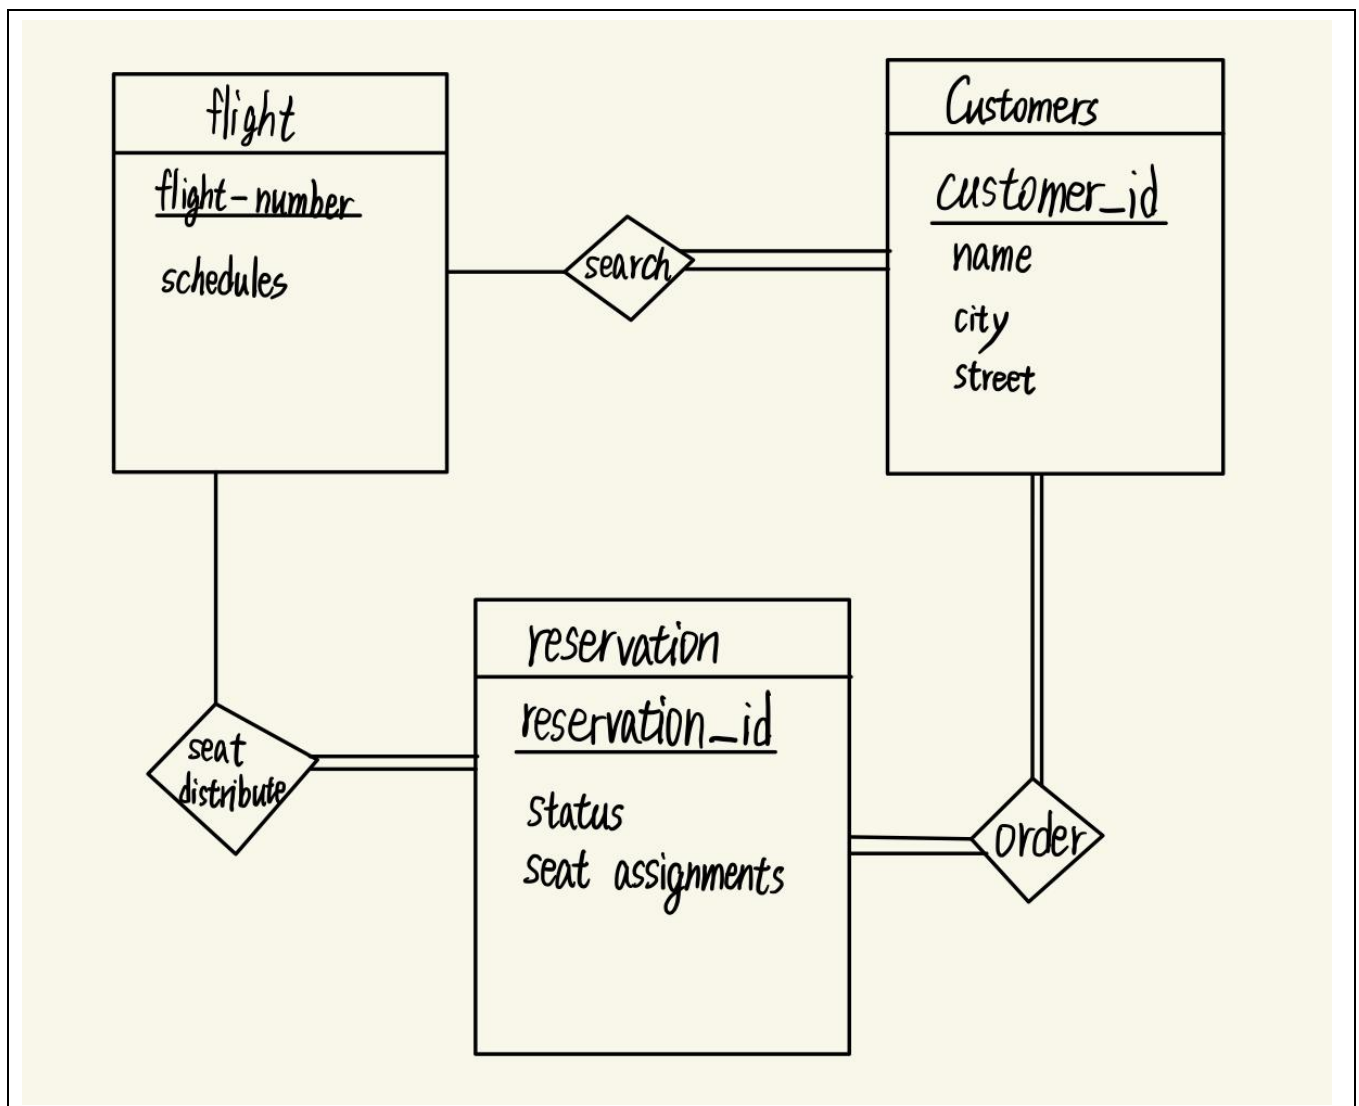 flight
flight-number
schedules
search
Customers
customer_id
name
city
street
seat
distribute
reservation
reservation_id
status
seat assignments
order